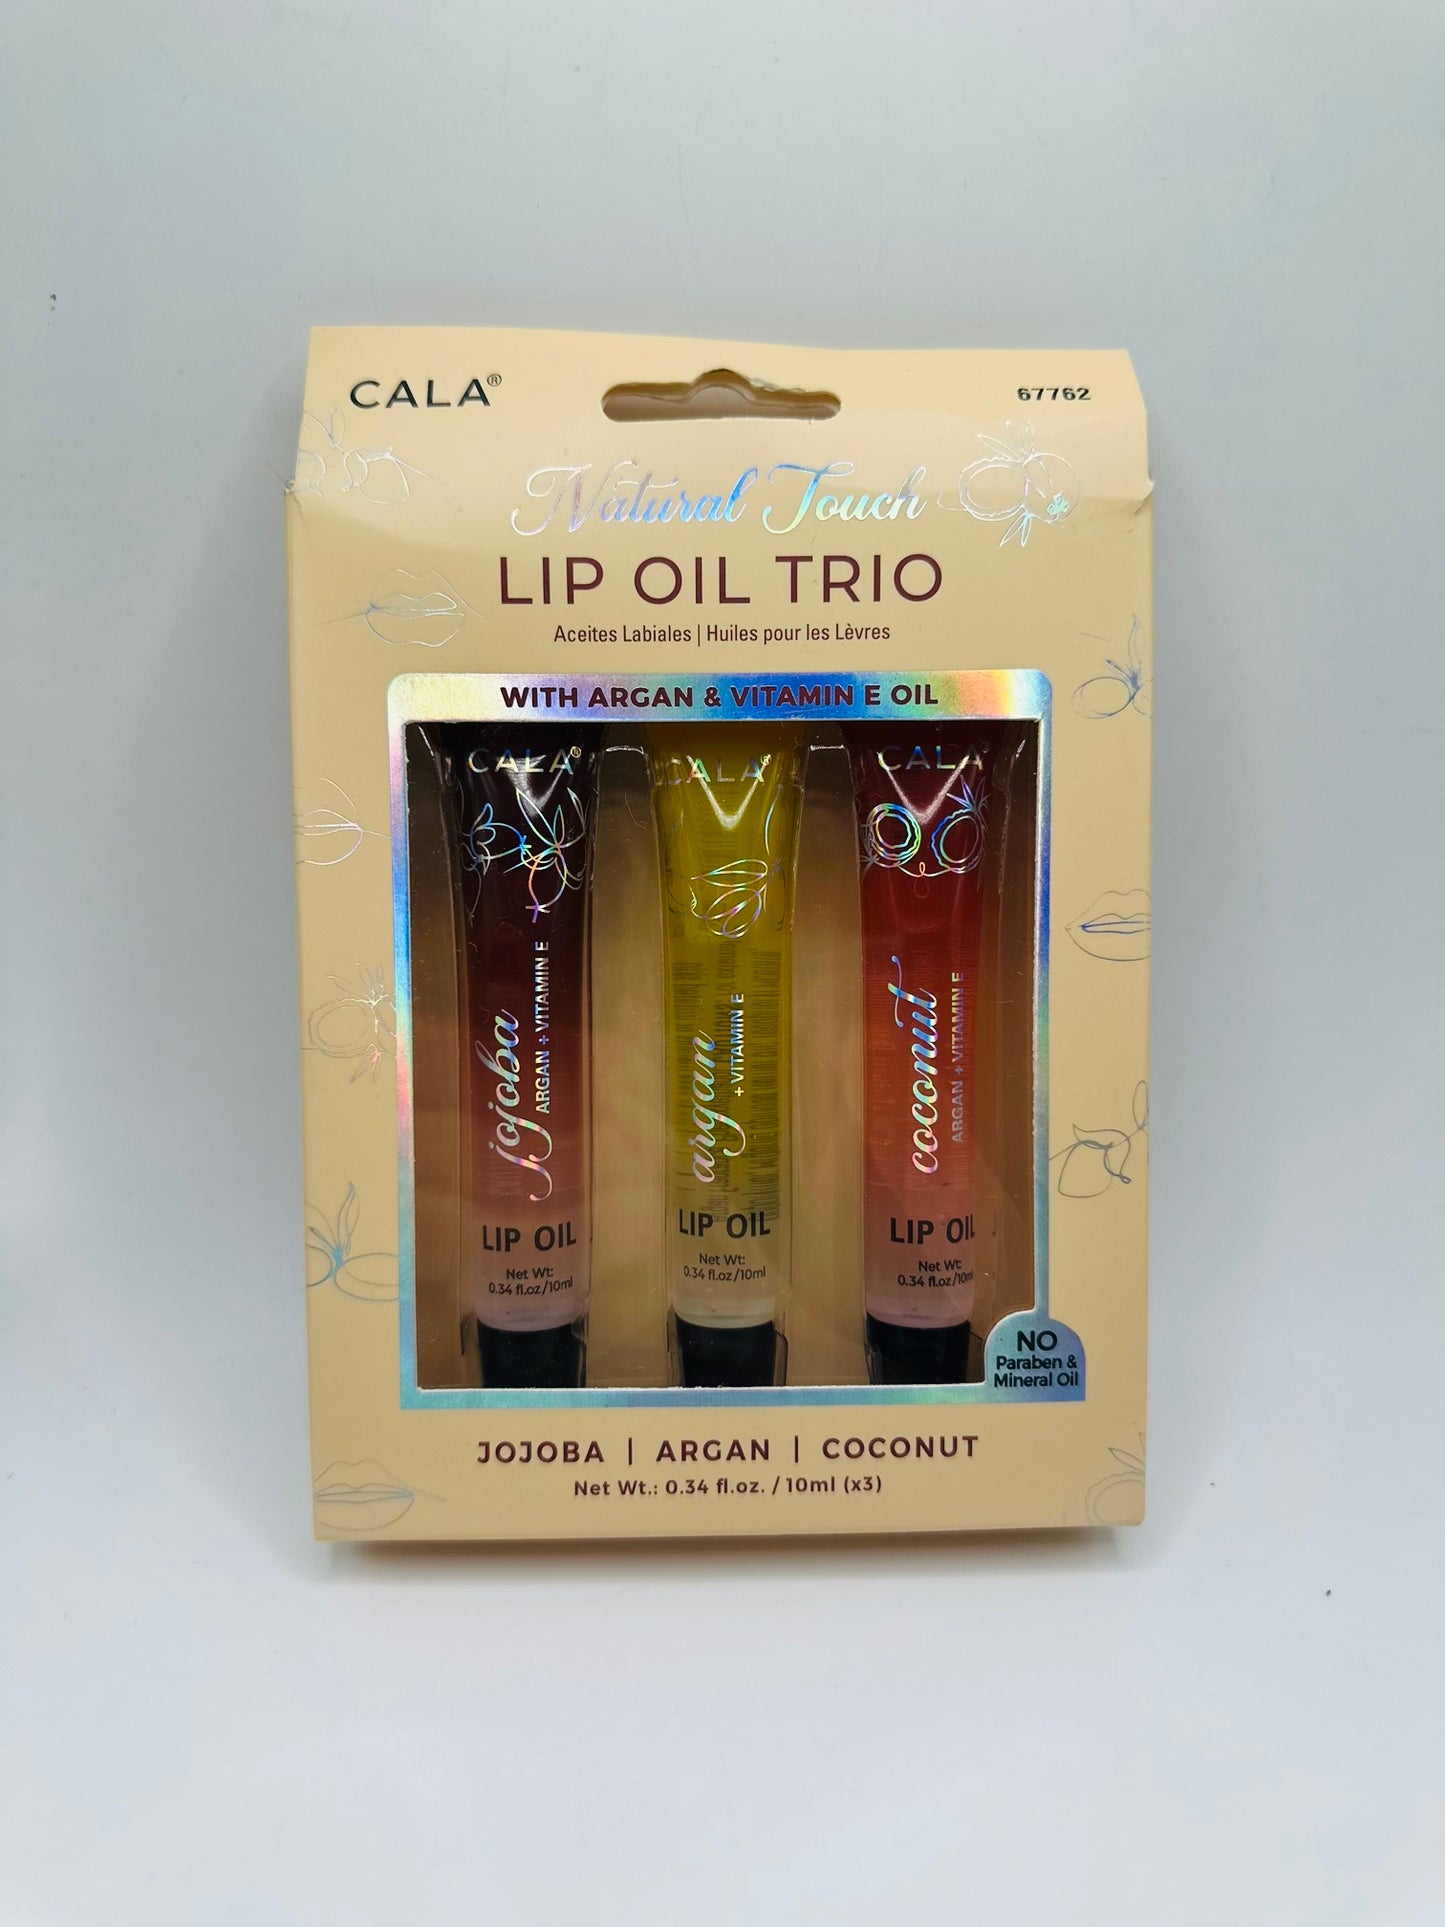 CALA®
67762
Natural Touch
LIP OIL TRIO
Aceites Labiales | Huiles pour les Lèvres
WITH ARGAN & VITAMIN E OIL
CALA®
jojoba
ARGAN + VITAMIN E
LIP OIL
Net Wt:
0.34 fl.oz/10ml
CALA®
argan
+ VITAMIN E
LIP OIL
Net Wt:
0.34 fl.oz/10ml
CALA®
coconut
ARGAN + VITAMIN E
LIP OIL
Net Wt:
0.34 fl.oz/10ml
NO
Paraben &
Mineral Oil
JOJOBA | ARGAN | COCONUT
Net Wt.: 0.34 fl.oz. / 10ml (x3)